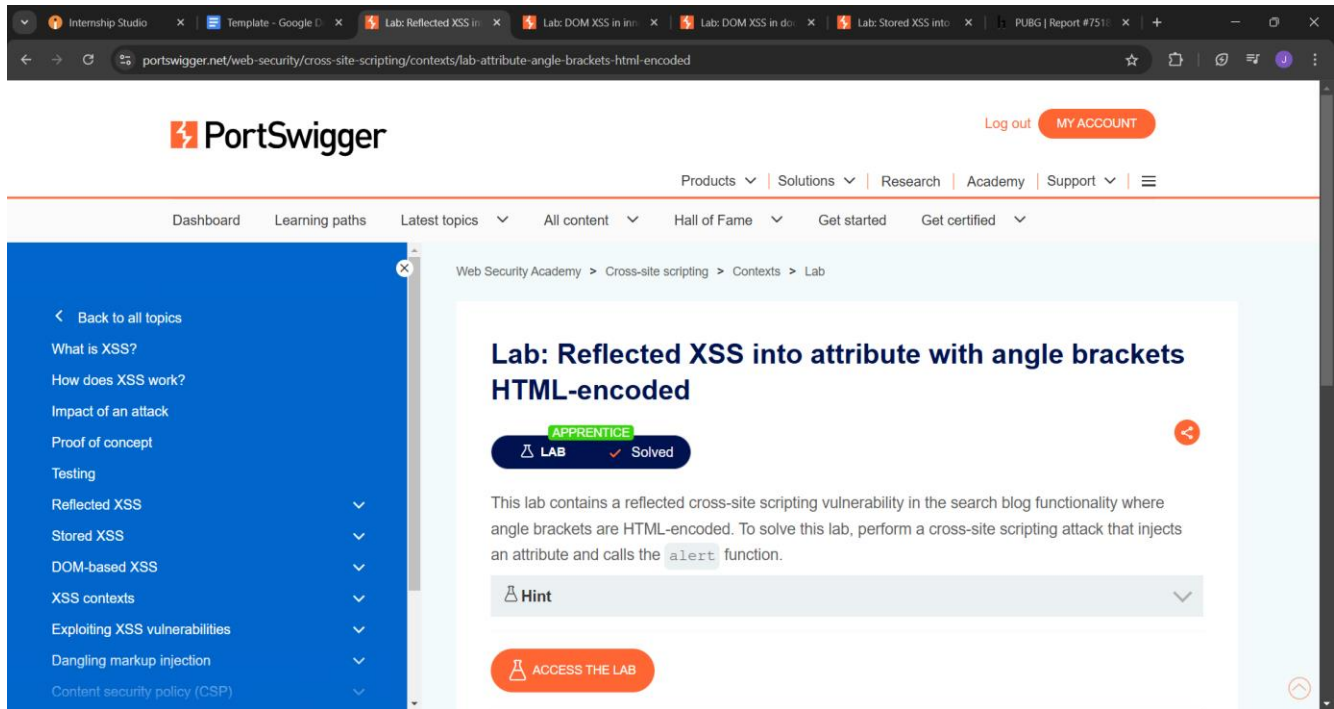 Internship Studio
Template - Google D
Lab: Reflected XSS in
Lab: DOM XSS in inn
Lab: DOM XSS in do
Lab: Stored XSS into
PUBG | Report #7518
portswigger.net/web-security/cross-site-scripting/contexts/lab-attribute-angle-brackets-html-encoded
J
PortSwigger
Log out
MY ACCOUNT
Products
Solutions
Research
Academy
Support
Dashboard
Learning paths
Latest topics
All content
Hall of Fame
Get started
Get certified
Web Security Academy > Cross-site scripting > Contexts > Lab
Back to all topics
What is XSS?
How does XSS work?
Impact of an attack
Proof of concept
Testing
Reflected XSS
Stored XSS
DOM-based XSS
XSS contexts
Exploiting XSS vulnerabilities
Dangling markup injection
Content security policy (CSP)
Lab: Reflected XSS into attribute with angle brackets
HTML-encoded
APPRENTICE
LAB
Solved
This lab contains a reflected cross-site scripting vulnerability in the search blog functionality where
angle brackets are HTML-encoded. To solve this lab, perform a cross-site scripting attack that injects
an attribute and calls the alert function.
Hint
ACCESS THE LAB